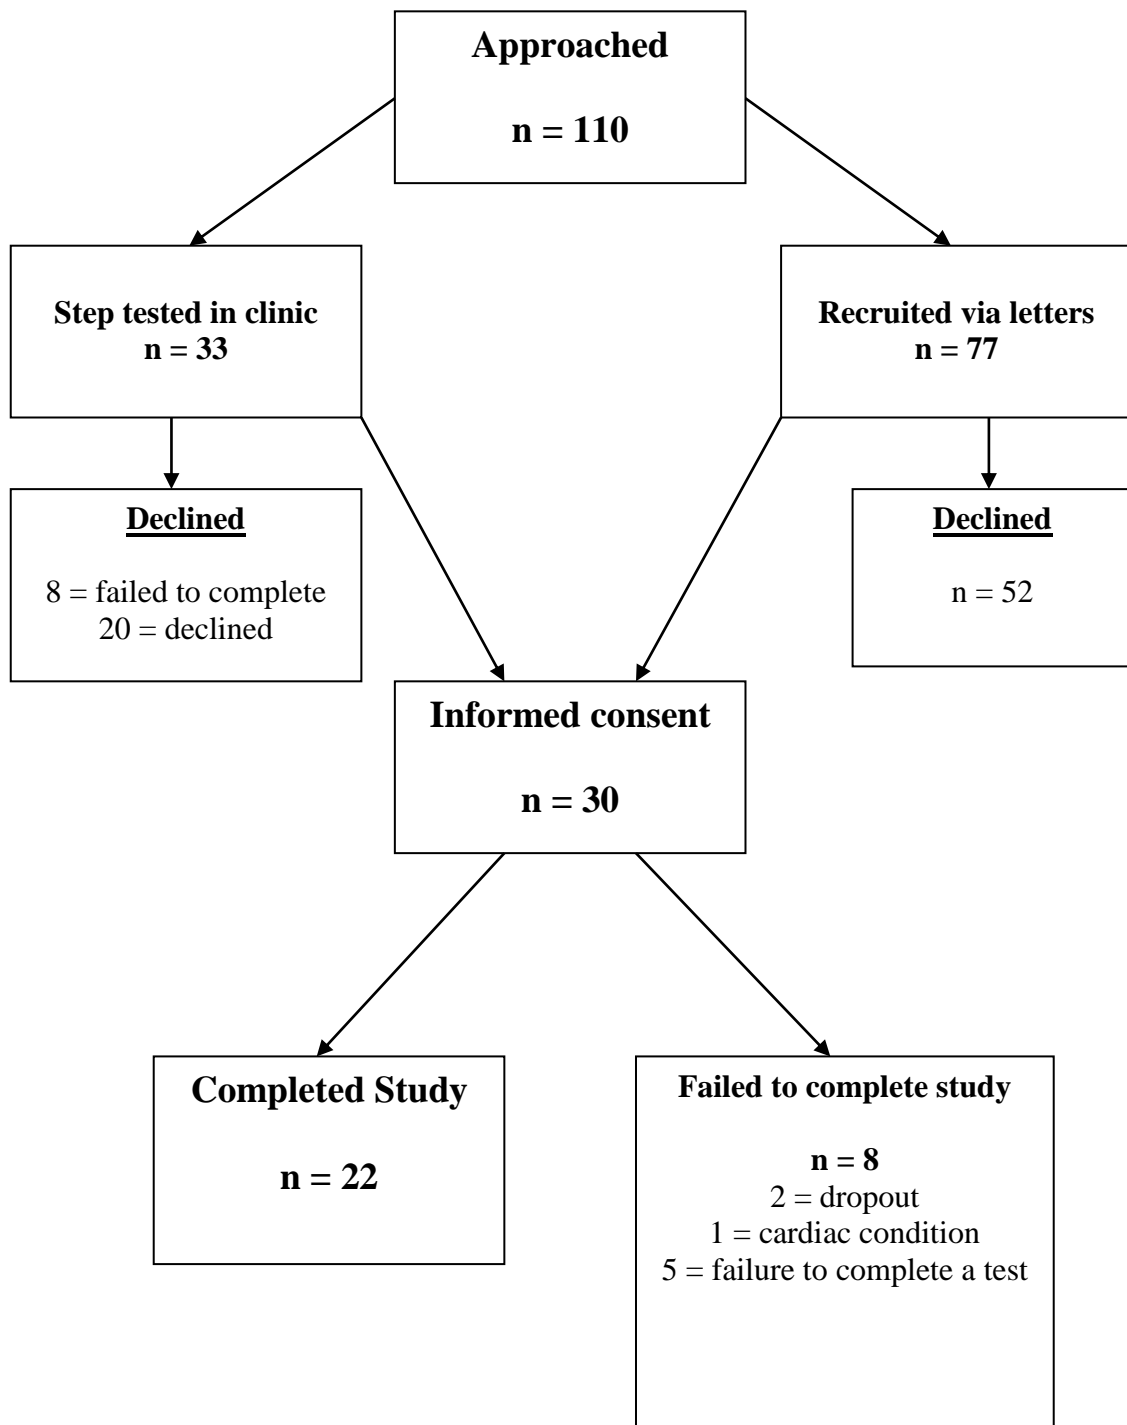 Approached
n = 110
Step tested in clinic
n = 33
Recruited via letters
n = 77
Declined
8 = failed to complete
20 = declined
Declined
n = 52
Informed consent
n = 30
Completed Study
n = 22
Failed to complete study
n = 8
2 = dropout
1 = cardiac condition
5 = failure to complete a test